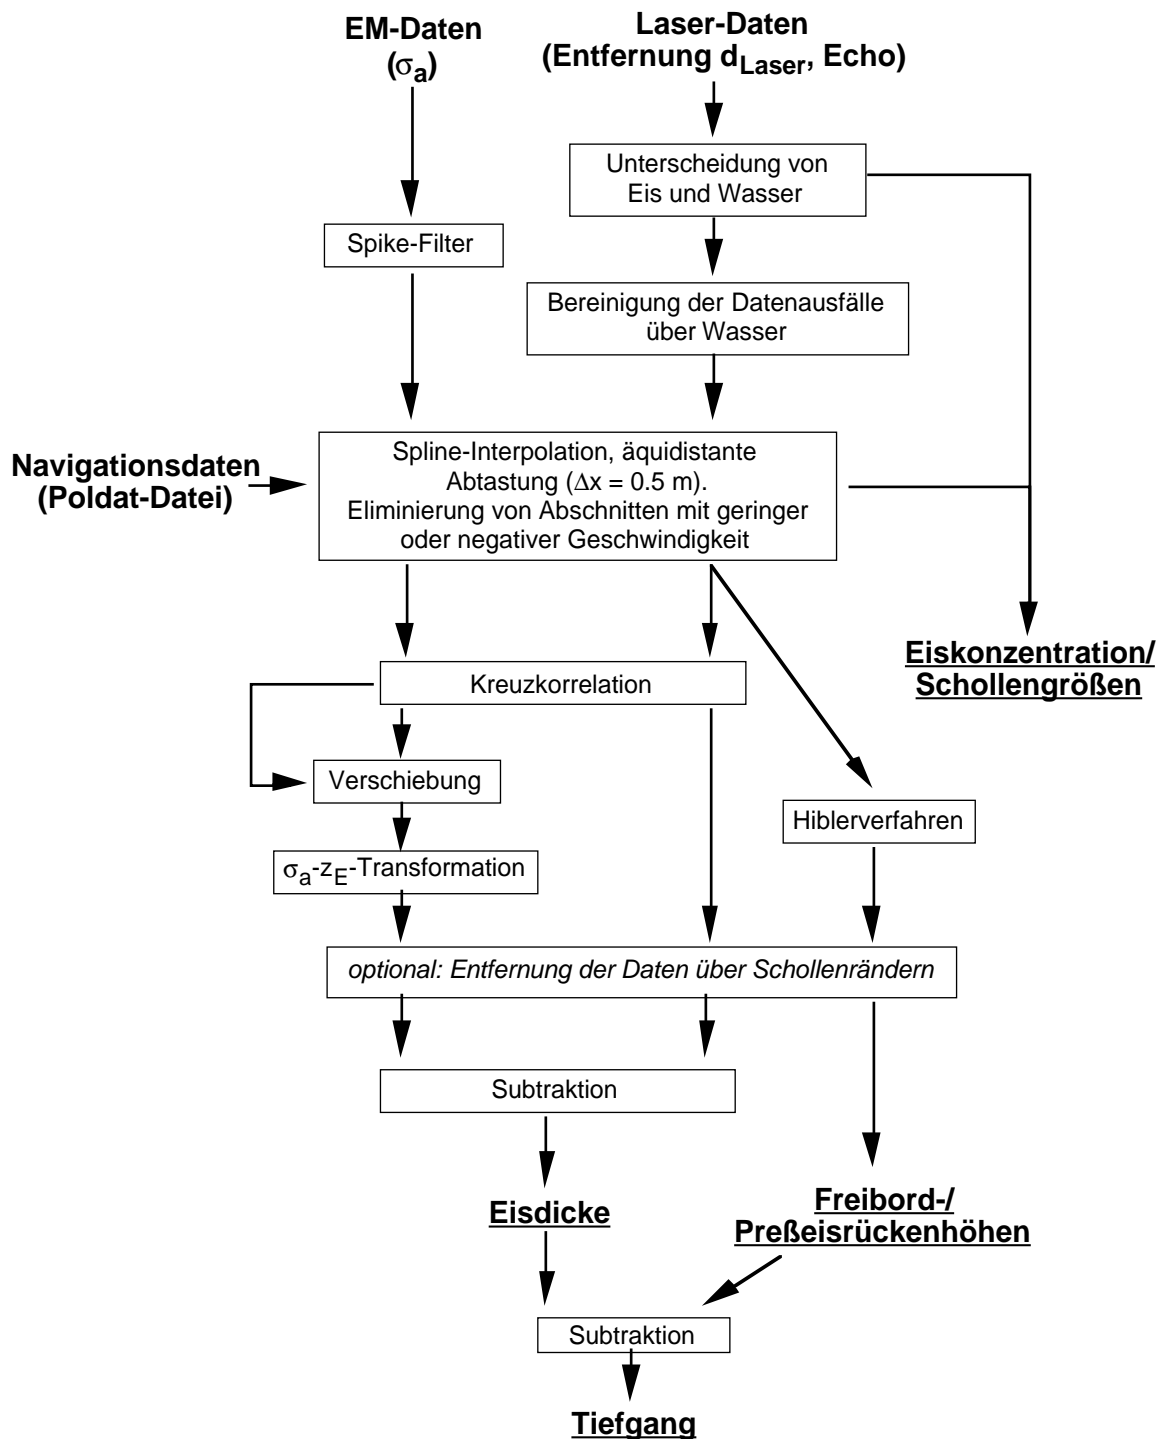 EM-Daten
(σa)
Laser-Daten
(Entfernung dLaser, Echo)
Unterscheidung von
Eis und Wasser
Spike-Filter
Bereinigung der Datenausfälle
über Wasser
Navigationsdaten
(Poldat-Datei)
Spline-Interpolation, äquidistante
Abtastung (Δx = 0.5 m).
Eliminierung von Abschnitten mit geringer
oder negativer Geschwindigkeit
Eiskonzentration/
Schollengrößen
Kreuzkorrelation
Verschiebung
Hiblerverfahren
σa-zE-Transformation
optional: Entfernung der Daten über Schollenrändern
Subtraktion
Eisdicke
Freibord-/
Preßeisrückenhöhen
Subtraktion
Tiefgang